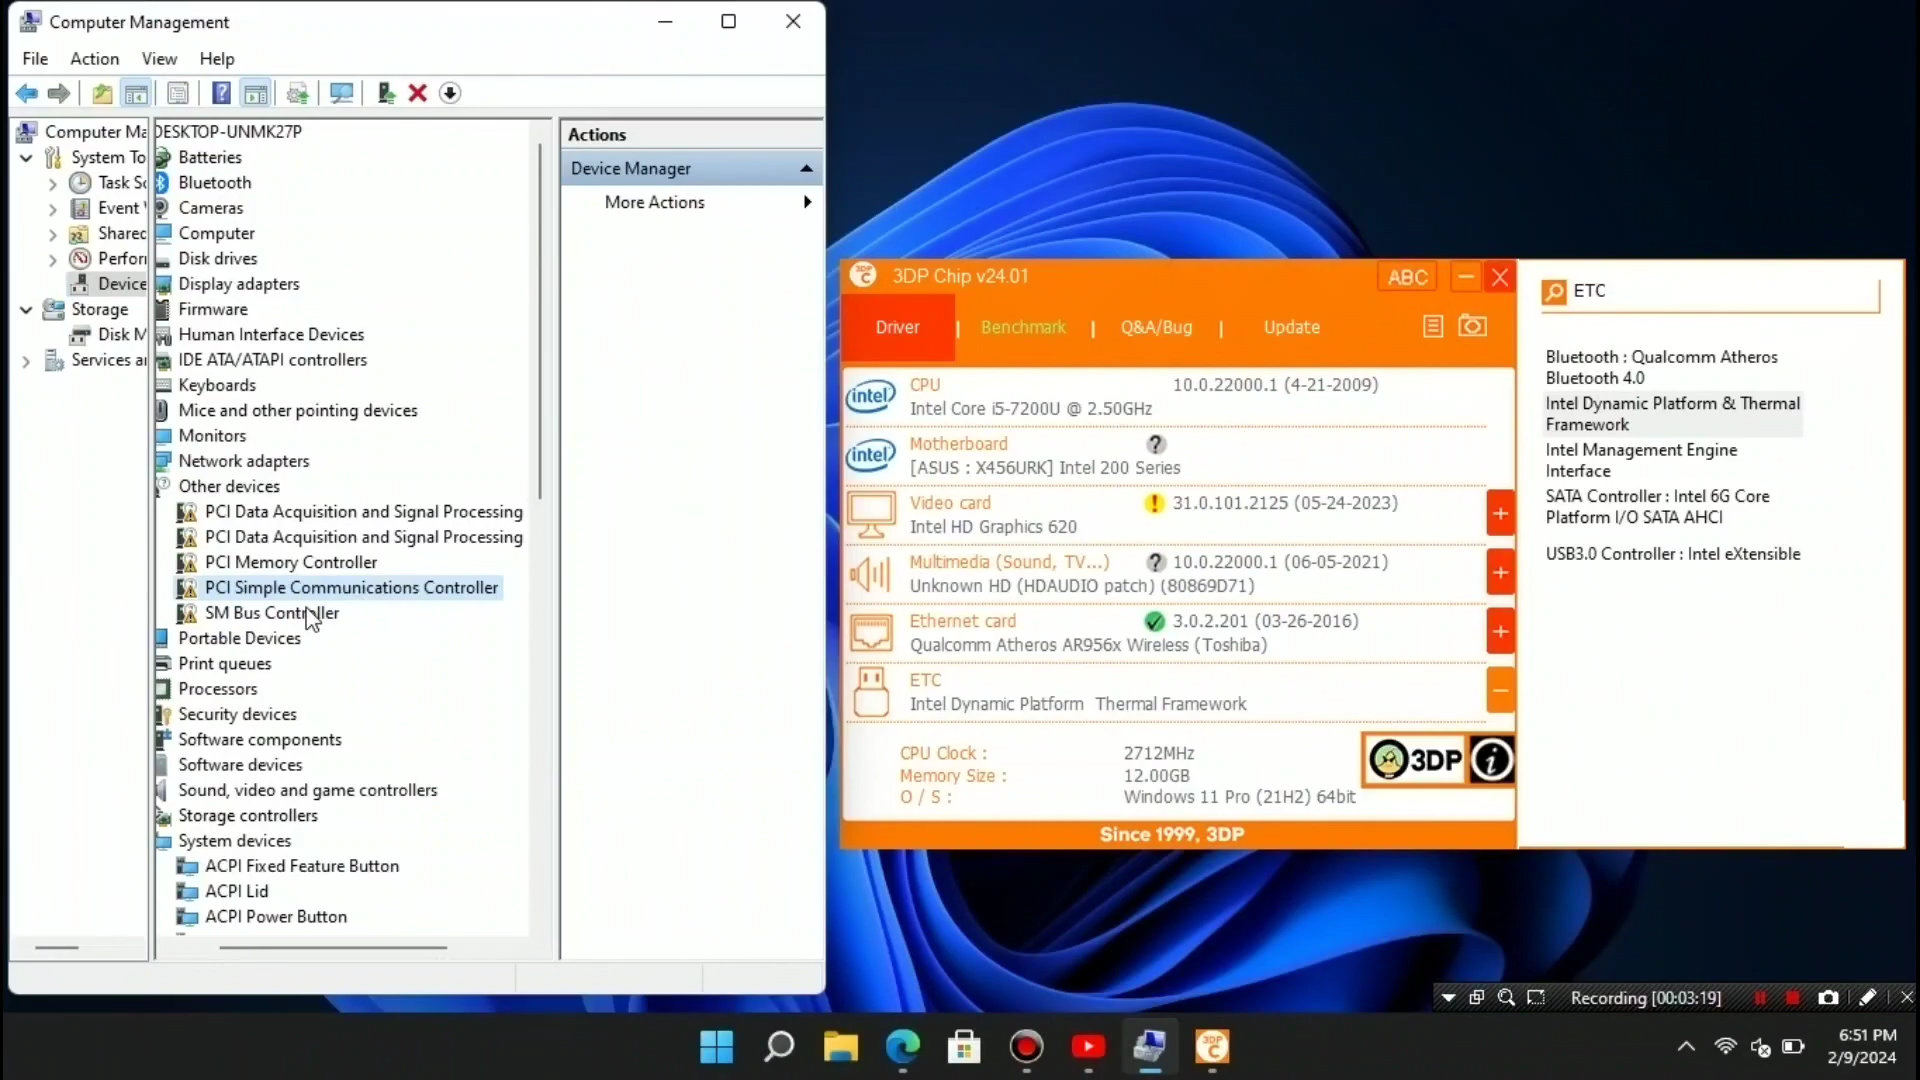 Computer Management
File Action View Help
Computer Ma
System To
Task Sc
Event
Shared
Perfor
Device
Storage
Disk M
Services a
DESKTOP-UNMK27P
Batteries
Bluetooth
Cameras
Computer
Disk drives
Display adapters
Firmware
Human Interface Devices
IDE ATA/ATAPI controllers
Keyboards
Mice and other pointing devices
Monitors
Network adapters
Other devices
PCI Data Acquisition and Signal Processing
PCI Data Acquisition and Signal Processing
PCI Memory Controller
PCI Simple Communications Controller
SM Bus Controller
Portable Devices
Print queues
Processors
Security devices
Software components
Software devices
Sound, video and game controllers
Storage controllers
System devices
ACPI Fixed Feature Button
ACPI Lid
ACPI Power Button
Actions
Device Manager
More Actions
3DP Chip v24.01
ABC
Driver | Benchmark | Q&A/Bug | Update
intel
CPU 10.0.22000.1 (4-21-2009)
Intel Core i5-7200U @ 2.50GHz
intel
Motherboard
[ASUS : X456URK] Intel 200 Series
Video card 31.0.101.2125 (05-24-2023)
Intel HD Graphics 620
Multimedia (Sound, TV...) 10.0.22000.1 (06-05-2021)
Unknown HD (HDAUDIO patch) (80869D71)
Ethernet card 3.0.2.201 (03-26-2016)
Qualcomm Atheros AR956x Wireless (Toshiba)
ETC
Intel Dynamic Platform Thermal Framework
CPU Clock : 2712MHz
Memory Size : 12.00GB
O / S : Windows 11 Pro (21H2) 64bit
3DP i
Since 1999, 3DP
ETC
Bluetooth : Qualcomm Atheros
Bluetooth 4.0
Intel Dynamic Platform & Thermal
Framework
Intel Management Engine
Interface
SATA Controller : Intel 6G Core
Platform I/O SATA AHCI
USB3.0 Controller : Intel eXtensible
Recording [00:03:19]
3DP
C
6:51 PM
2/9/2024